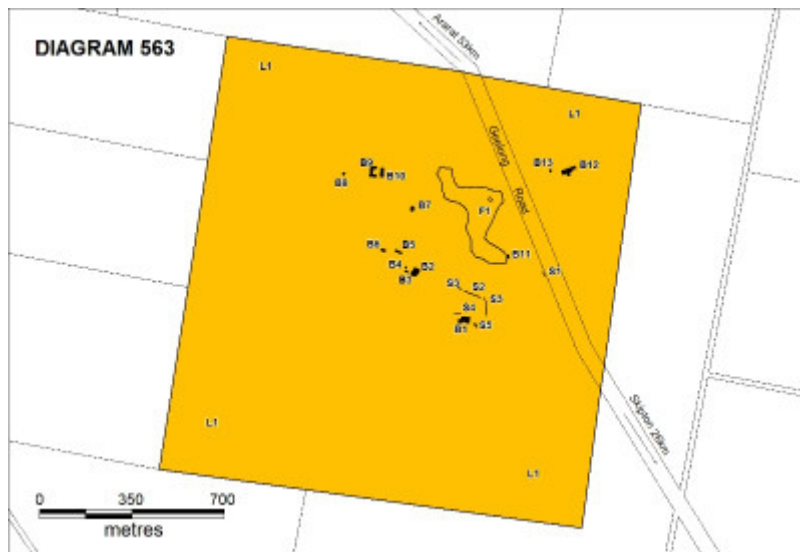 Ararat 53km
DIAGRAM 563
L1
L1
Geelong
Road
B9
B10
B8
B13
B12
B7
F1
B6
B5
B4
B2
B3
B11
S1
S3
S2
S3
S4
B1
S5
Skipton 26km
L1
L1
0 350 700
metres